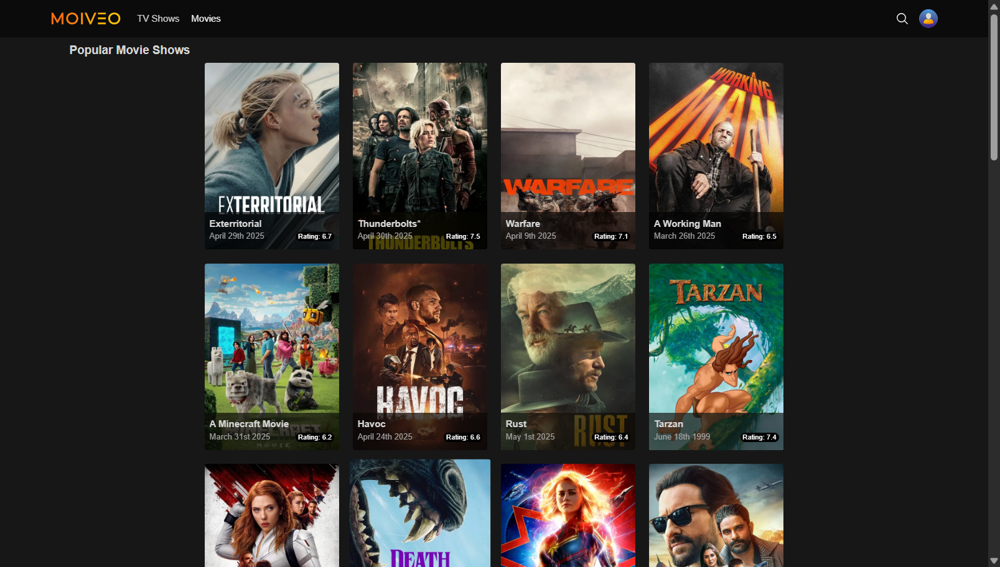 MOIVEO TV Shows Movies
Popular Movie Shows
EXTERRITORIAL
Exterritorial
April 29th 2025 Rating: 6.7
Thunderbolts*
April 30th 2025 Rating: 7.5
THUNDERBOLTS
WARFARE
Warfare
April 9th 2025 Rating: 7.1
A
WORKING
MAN
A Working Man
March 26th 2025 Rating: 6.5
A Minecraft Movie
March 31st 2025 Rating: 6.2
MOVIE
HAVOC
Havoc
April 24th 2025 Rating: 6.6
Rust
May 1st 2025 Rating: 6.4
RUST
TARZAN
Tarzan
June 18th 1999 Rating: 7.4
DEATH